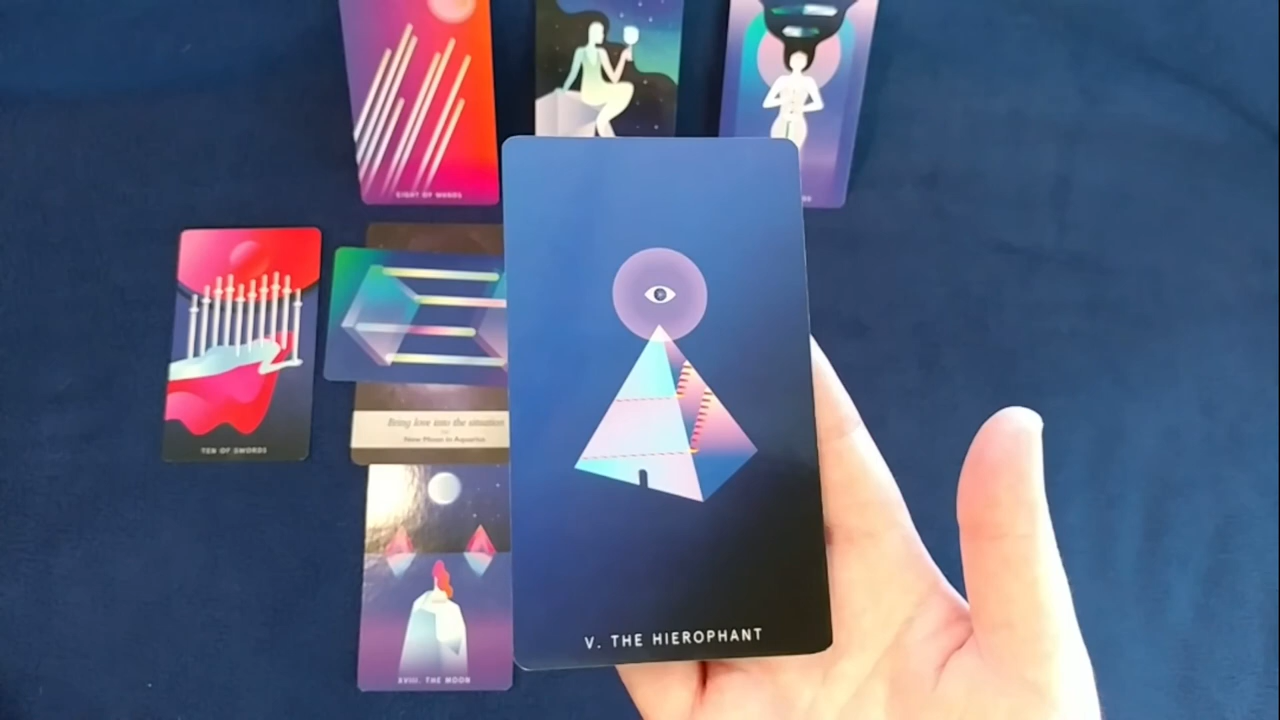 EIGHT OF WANDS
TEN OF SWORDS
Bring love into the situation
New Moon in Aquarius
XVIII. THE MOON
V. THE HIEROPHANT